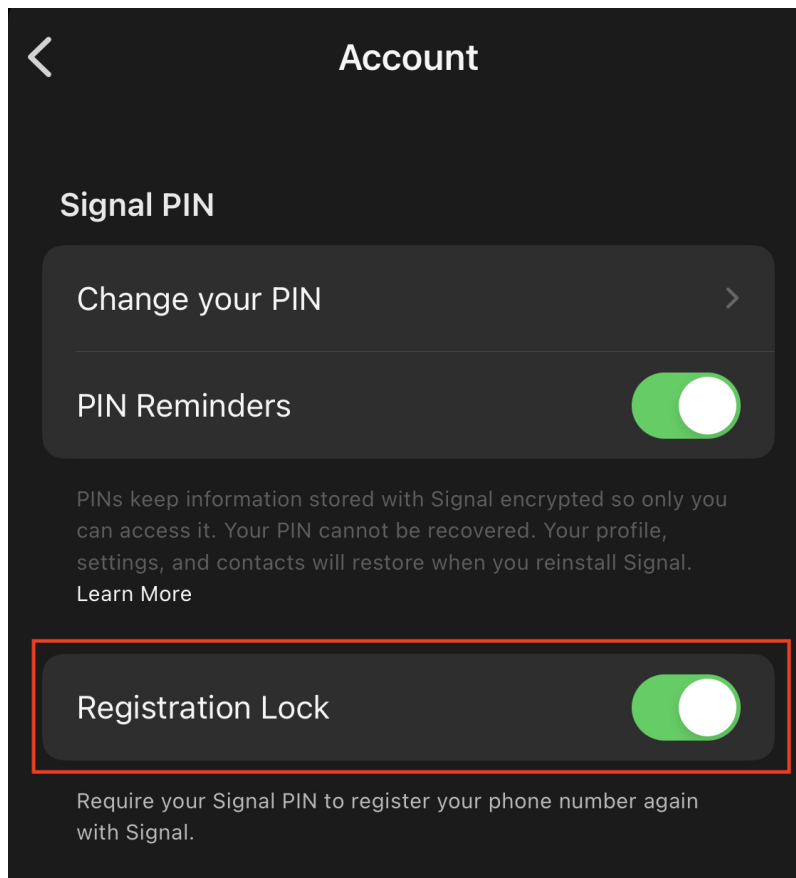 Account
Signal PIN
Change your PIN
PIN Reminders
PINs keep information stored with Signal encrypted so only you
can access it. Your PIN cannot be recovered. Your profile,
settings, and contacts will restore when you reinstall Signal.
Learn More
Registration Lock
Require your Signal PIN to register your phone number again
with Signal.